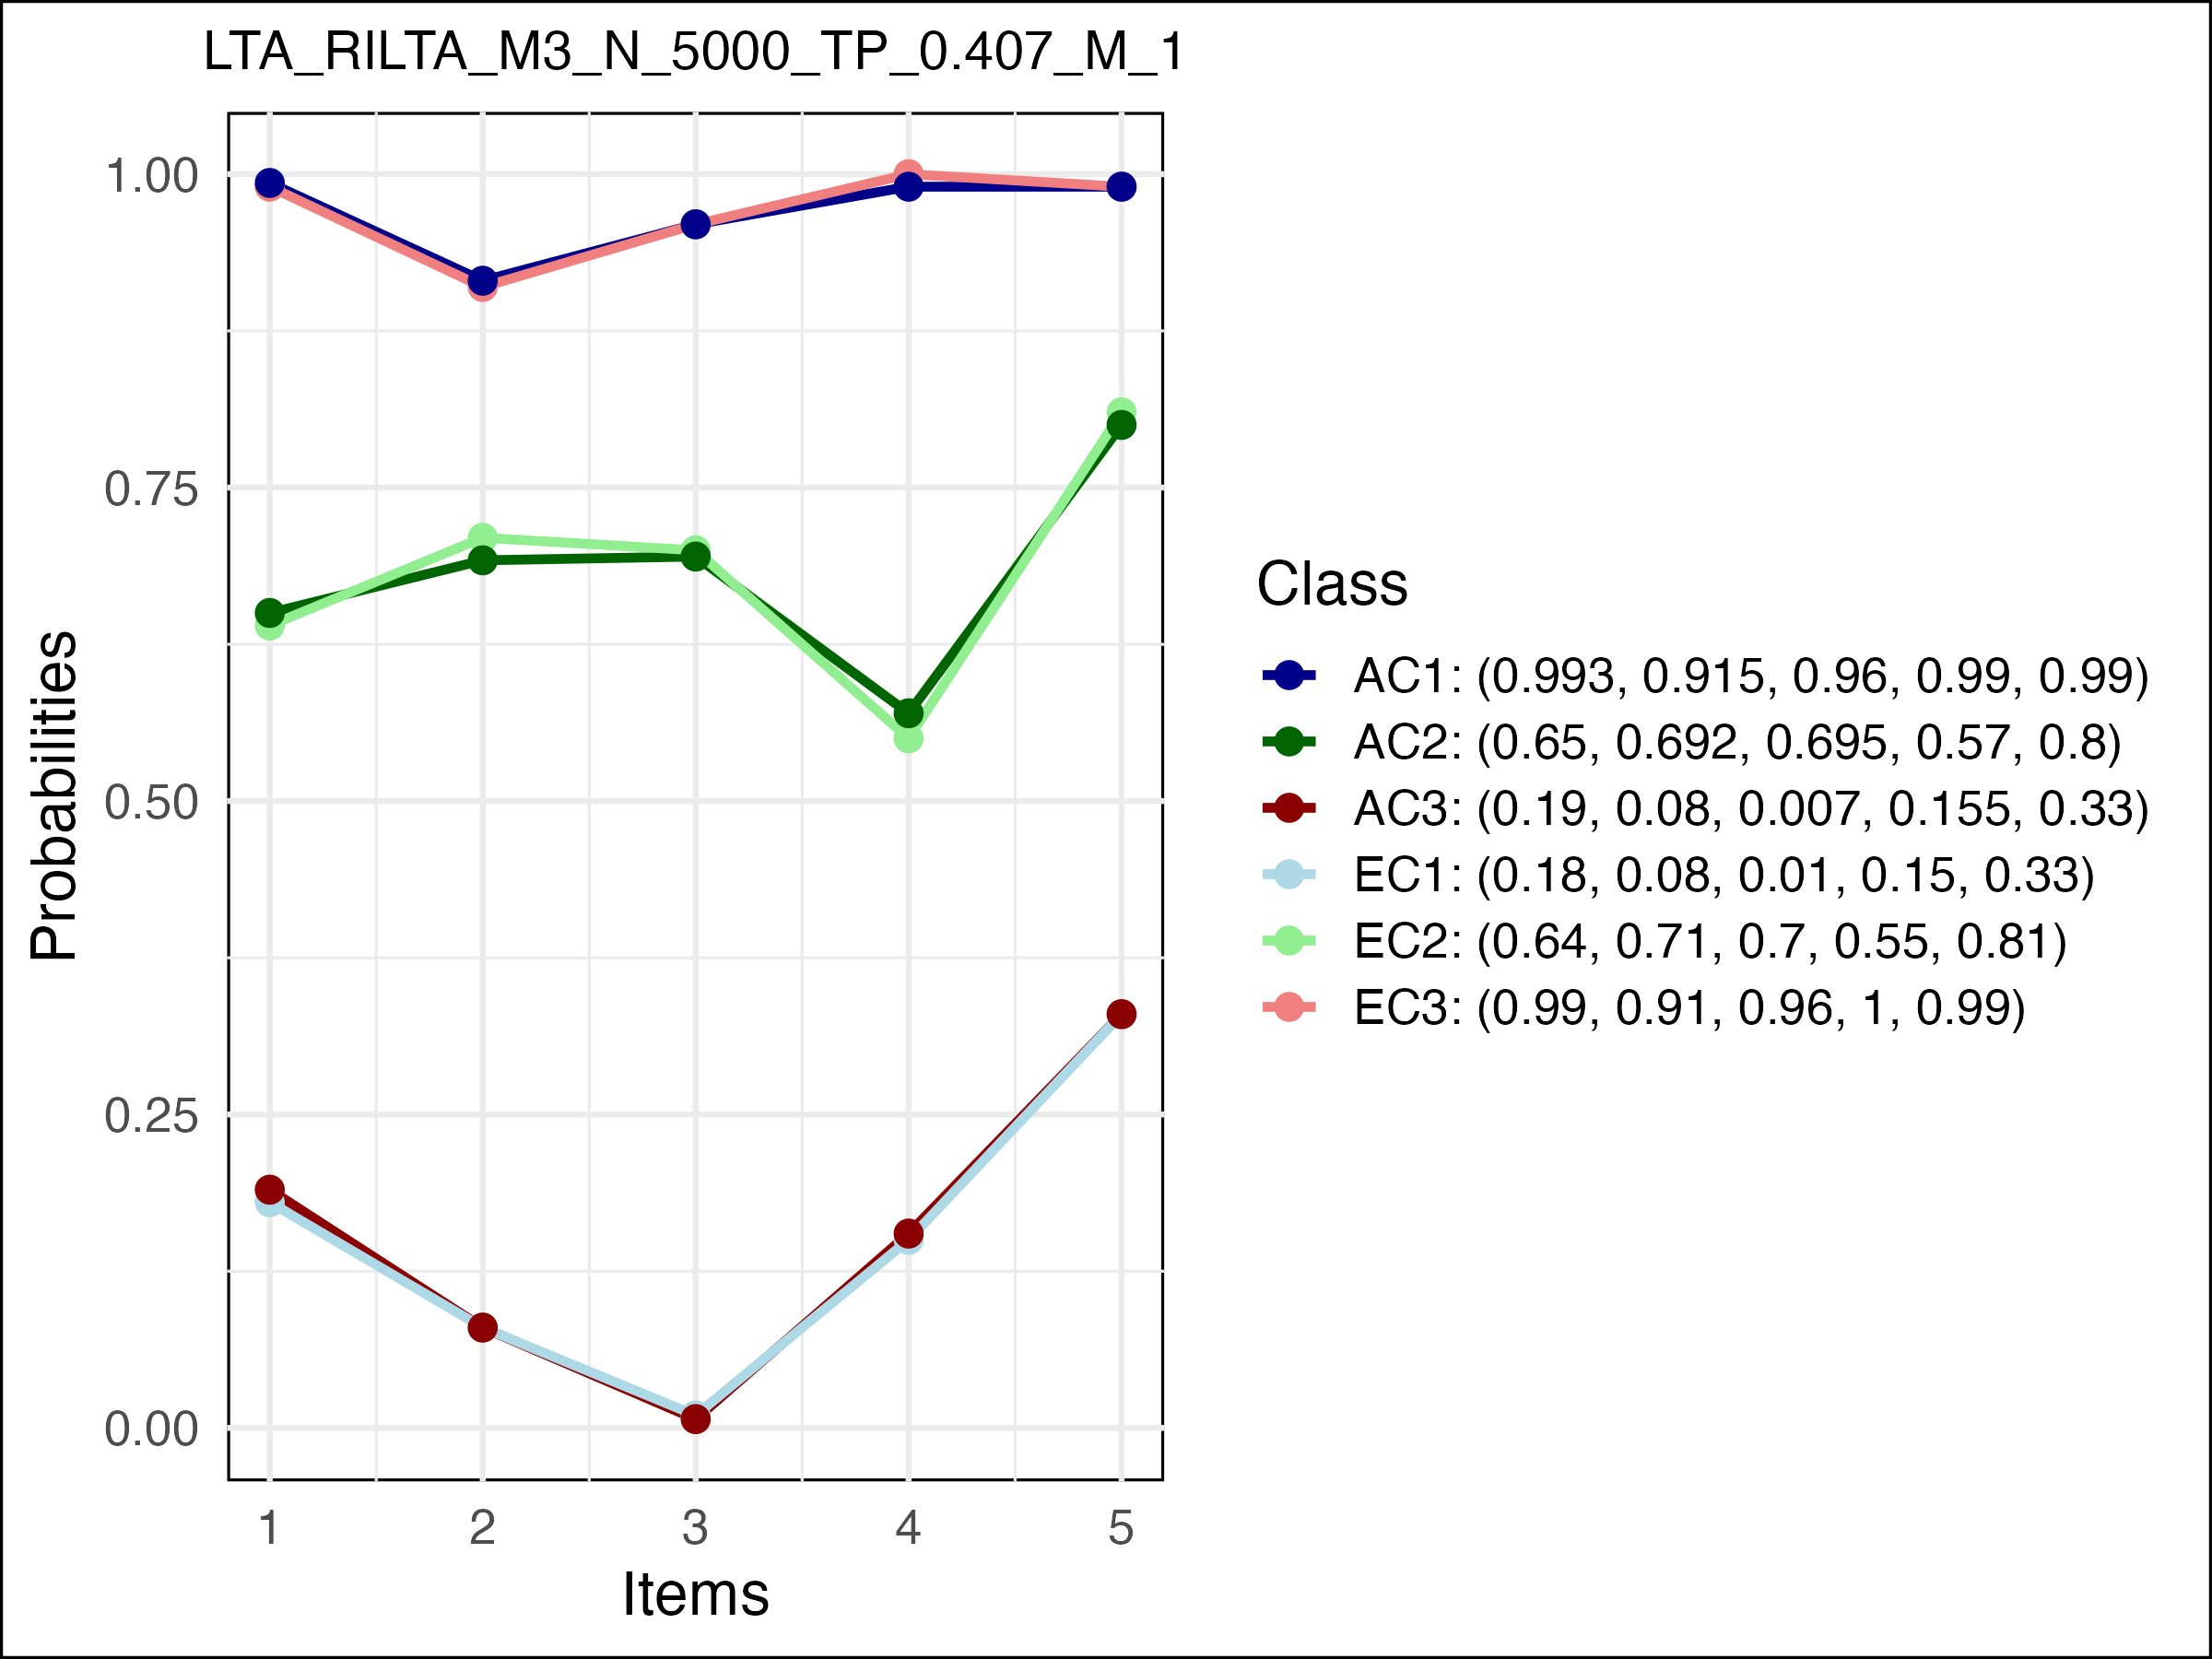 LTA_RILTA_M3_N_5000_TP_0.407_M_1
Probabilities
1.00
0.75
0.50
0.25
0.00
1 2 3 4 5
Items
Class
AC1: (0.993, 0.915, 0.96, 0.99, 0.99)
AC2: (0.65, 0.692, 0.695, 0.57, 0.8)
AC3: (0.19, 0.08, 0.007, 0.155, 0.33)
EC1: (0.18, 0.08, 0.01, 0.15, 0.33)
EC2: (0.64, 0.71, 0.7, 0.55, 0.81)
EC3: (0.99, 0.91, 0.96, 1, 0.99)